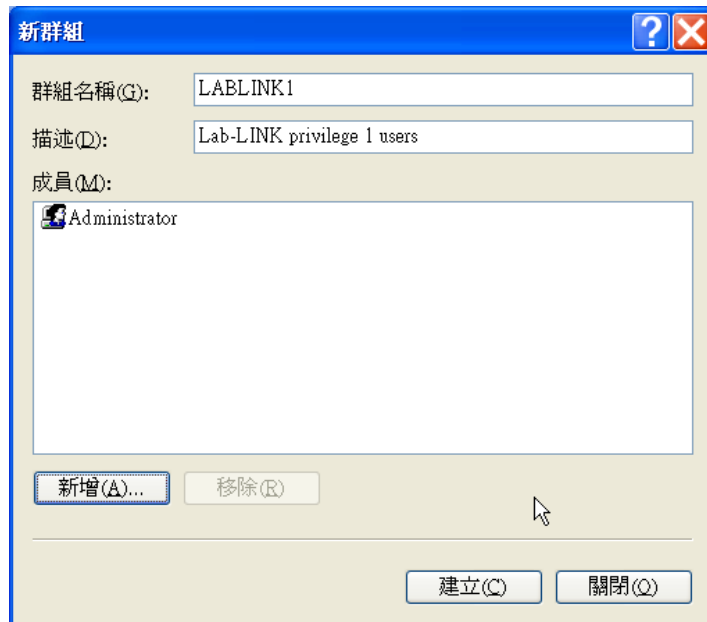 新群組
群組名稱(G): LABLINK1
描述(D): Lab-LINK privilege 1 users
成員(M):
Administrator
新增(A)... 移除(R)
建立(C) 關閉(O)